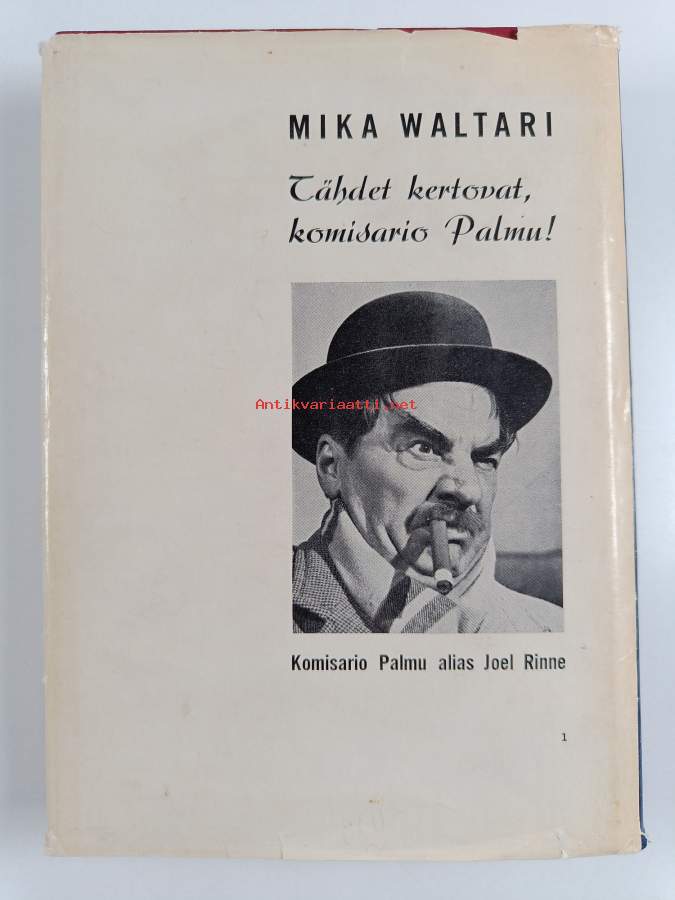 MIKA WALTARI
Tähdet kertovat,
komisario Palmu!
Antikvariaatti.net
Komisario Palmu alias Joel Rinne
1